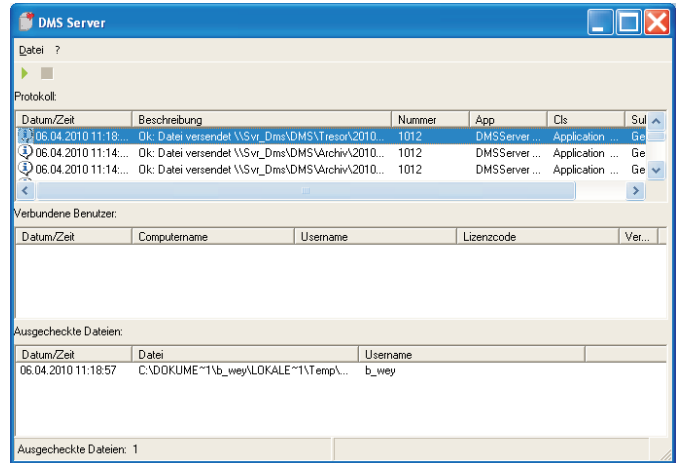 DMS Server
Datei ?
Protokoll:
Datum/Zeit Beschreibung Nummer App Cls Sul
06.04.2010 11:18:... Ok: Datei versendet \\Svr_Dms\DMS\Tresor\2010... 1012 DMSServer ... Application ... Ge
06.04.2010 11:14:... Ok: Datei versendet \\Svr_Dms\DMS\Archiv\2010... 1012 DMSServer ... Application ... Ge
06.04.2010 11:14:... Ok: Datei versendet \\Svr_Dms\DMS\Archiv\2010... 1012 DMSServer ... Application ... Ge
Verbundene Benutzer:
Datum/Zeit Computername Username Lizenzcode Ver...
Ausgecheckte Dateien:
Datum/Zeit Datei Username
06.04.2010 11:18:57 C:\DOKUME~1\b_wey\LOKALE~1\Temp\... b_wey
Ausgecheckte Dateien: 1